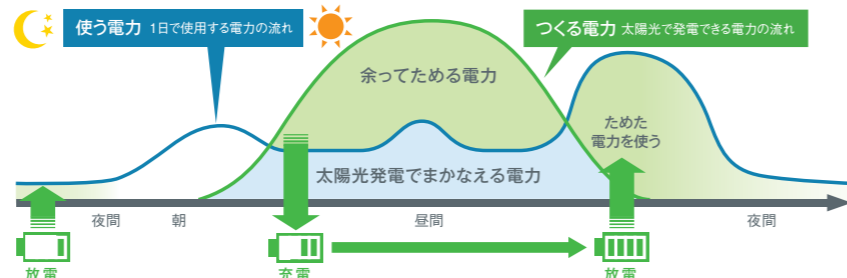 使う電力 1日で使用する電力の流れ
つくる電力 太陽光で発電できる電力の流れ
余ってためる電力
ためた
電力を使う
太陽光発電でまかなえる電力
夜間
朝
昼間
夜間
放電
充電
放電